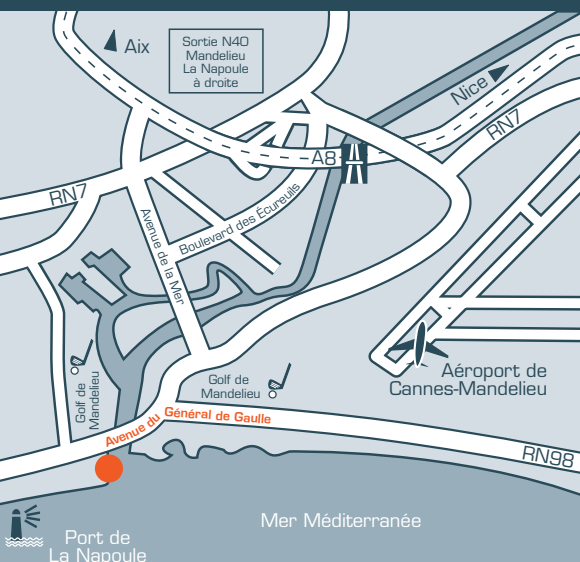 Aix
Sortie N40
Mandelieu
La Napoule
à droite
Nice
RN7
A8
RN7
Boulevard des Écureuils
Avenue de la Mer
Aéroport de
Cannes-Mandelieu
Golf de
Mandelieu
Golf de
Mandelieu
Avenue du Général de Gaulle
RN98
Mer Méditerranée
Port de
La Napoule